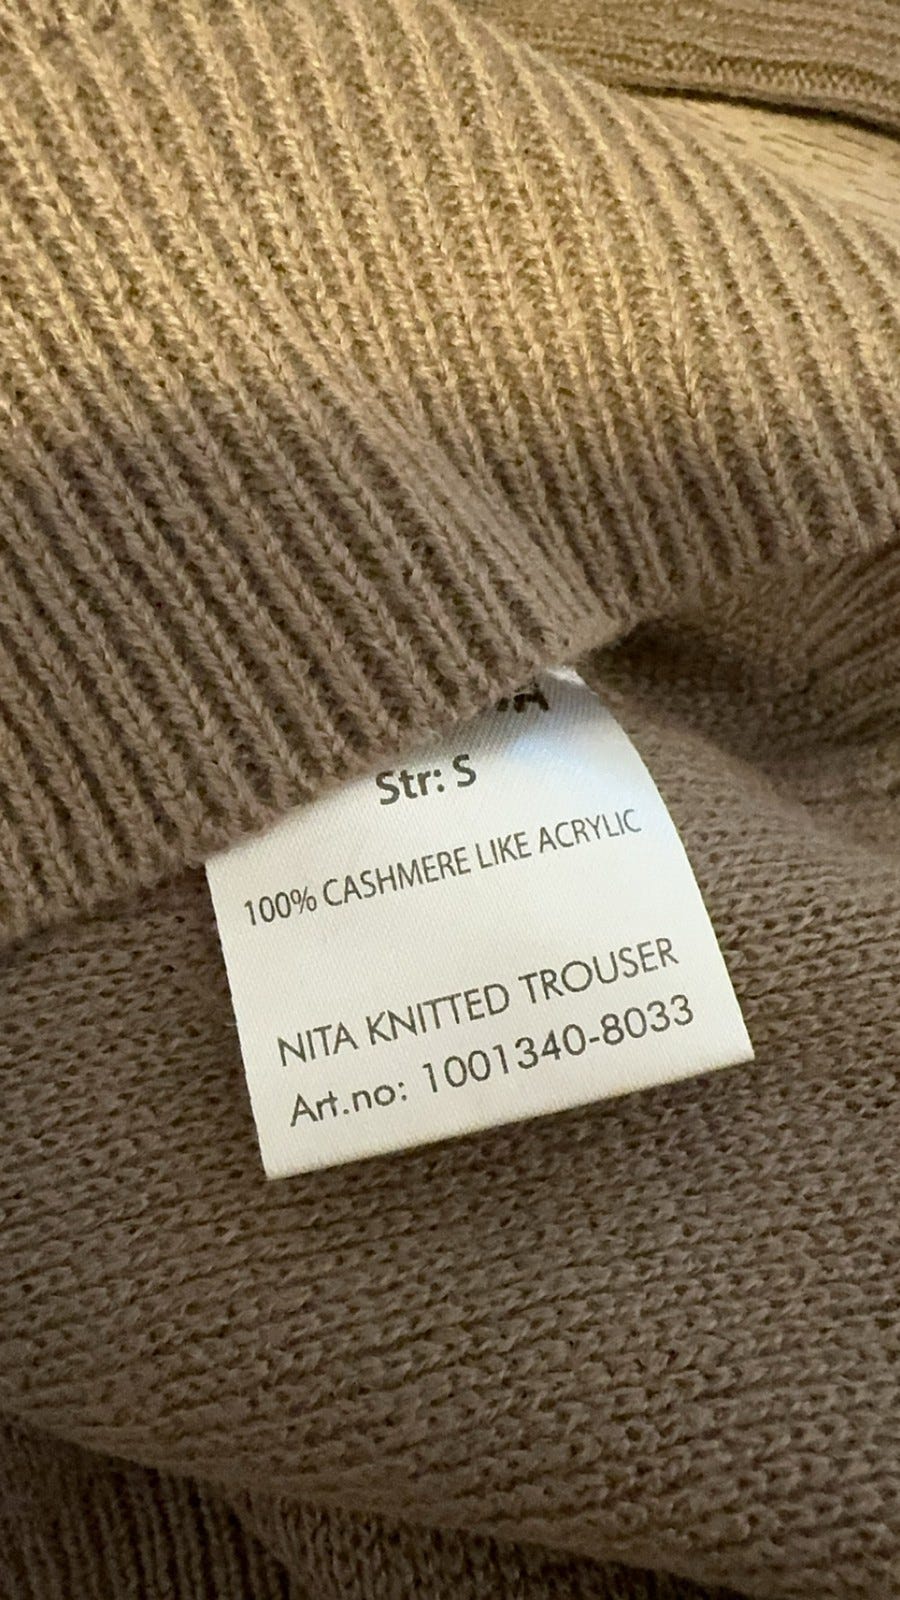 Str: S
100% CASHMERE LIKE ACRYLIC
NITA KNITTED TROUSER
Art.no: 1001340-8033